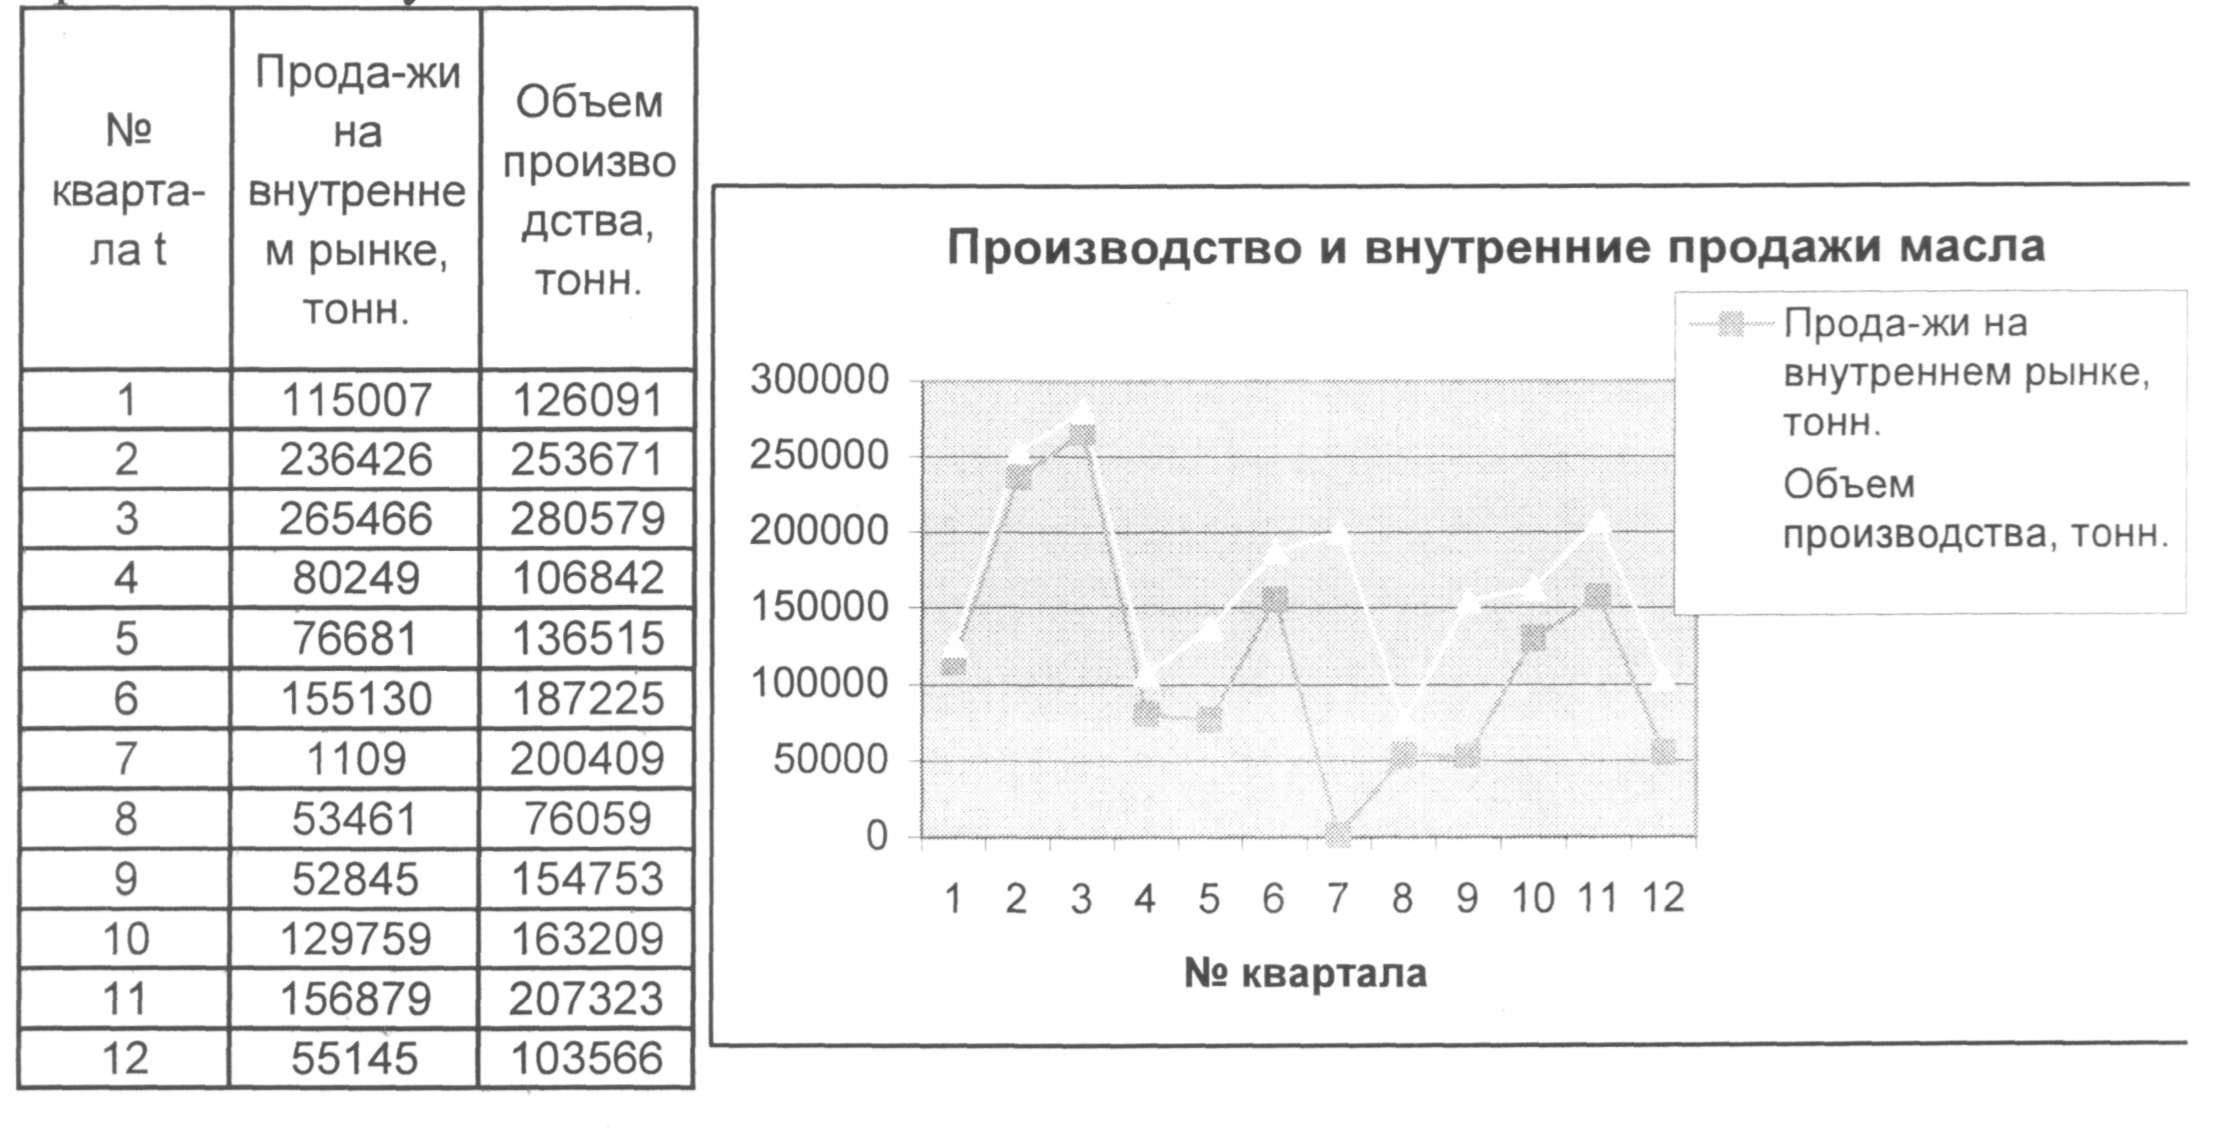 № кварта-ла t | Прода-жи на внутреннем рынке, тонн. | Объем производства, тонн.
1 115007 126091
2 236426 253671
3 265466 280579
4 80249 106842
5 76681 136515
6 155130 187225
7 1109 200409
8 53461 76059
9 52845 154753
10 129759 163209
11 156879 207323
12 55145 103566
Производство и внутренние продажи масла
Прода-жи на
внутреннем рынке,
тонн.
Объем
производства, тонн.
300000
250000
200000
150000
100000
50000
0
1 2 3 4 5 6 7 8 9 10 11 12
№ квартала